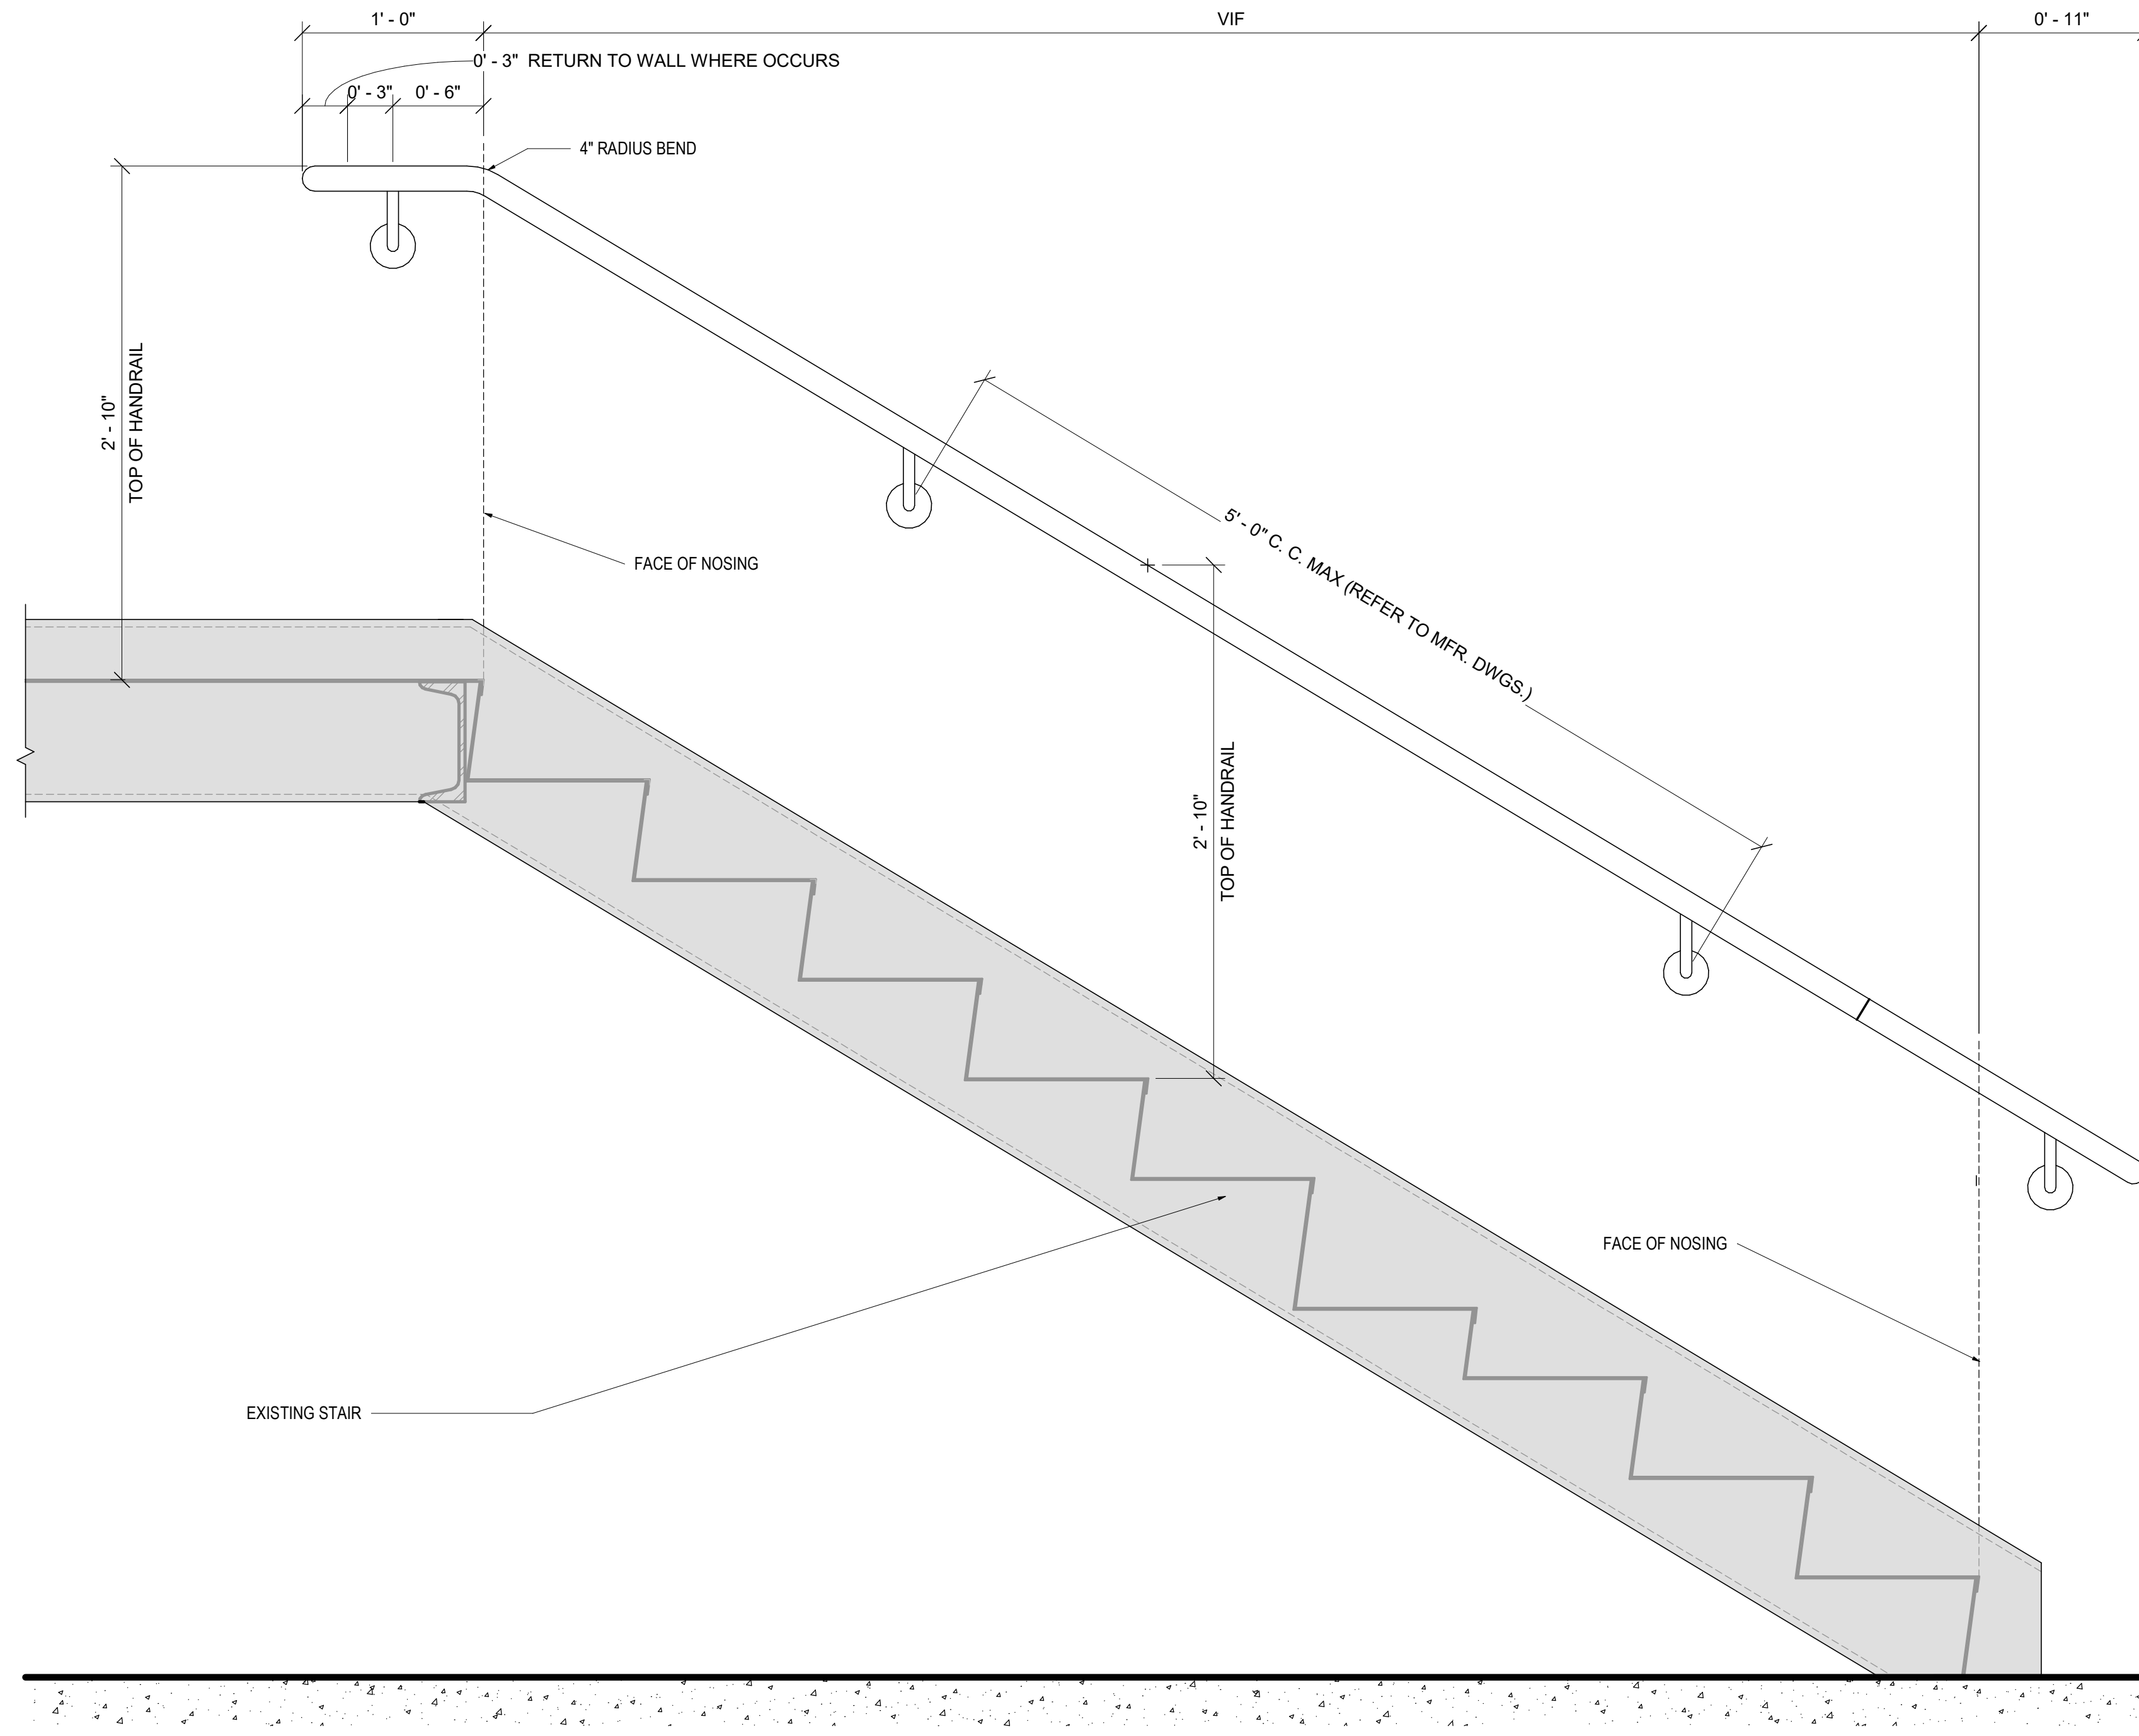 1' - 0"
VIF
0' - 11"
0' - 3" RETURN TO WALL WHERE OCCURS
0' - 3"
0' - 6"
4" RADIUS BEND
2' - 10"
TOP OF HANDRAIL
FACE OF NOSING
5' - 0" C. C. MAX (REFER TO MFR. DWGS.)
2' - 10"
TOP OF HANDRAIL
FACE OF NOSING
EXISTING STAIR